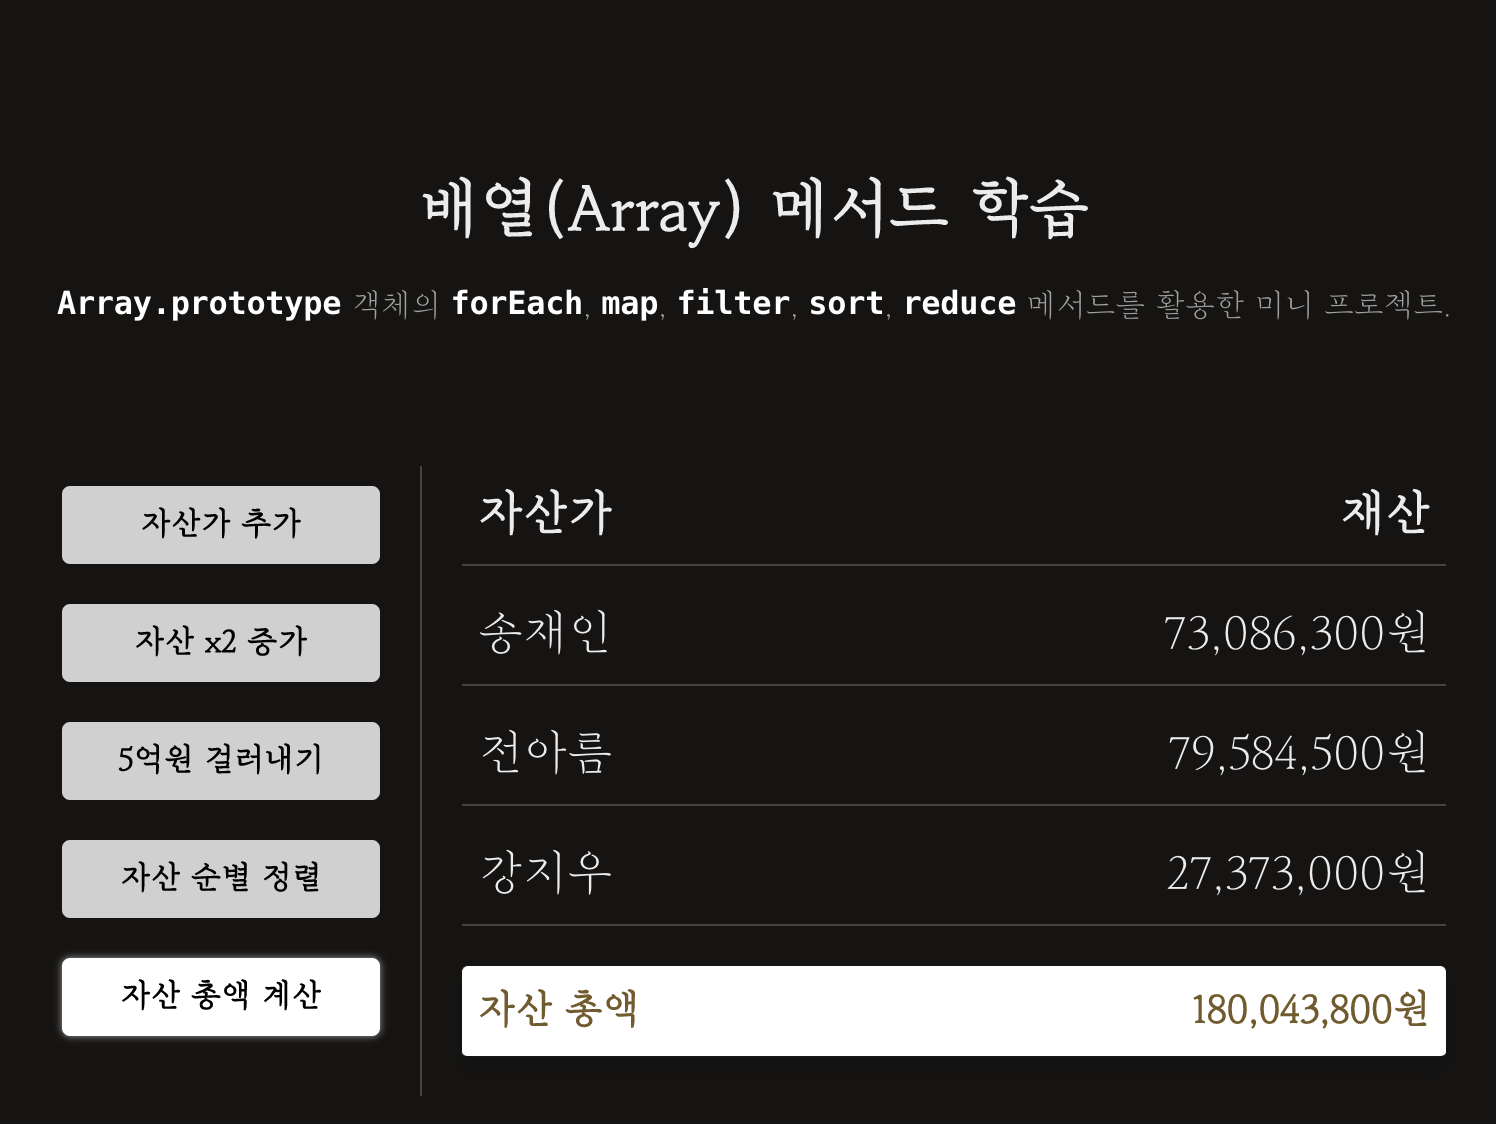 배열(Array) 메서드 학습
Array.prototype 객체의 forEach, map, filter, sort, reduce 메서드를 활용한 미니 프로젝트.
자산가 추가
자산 x2 증가
5억원 걸러내기
자산 순별 정렬
자산 총액 계산
자산가 재산
송재인 73,086,300원
전아름 79,584,500원
강지우 27,373,000원
자산 총액 180,043,800원